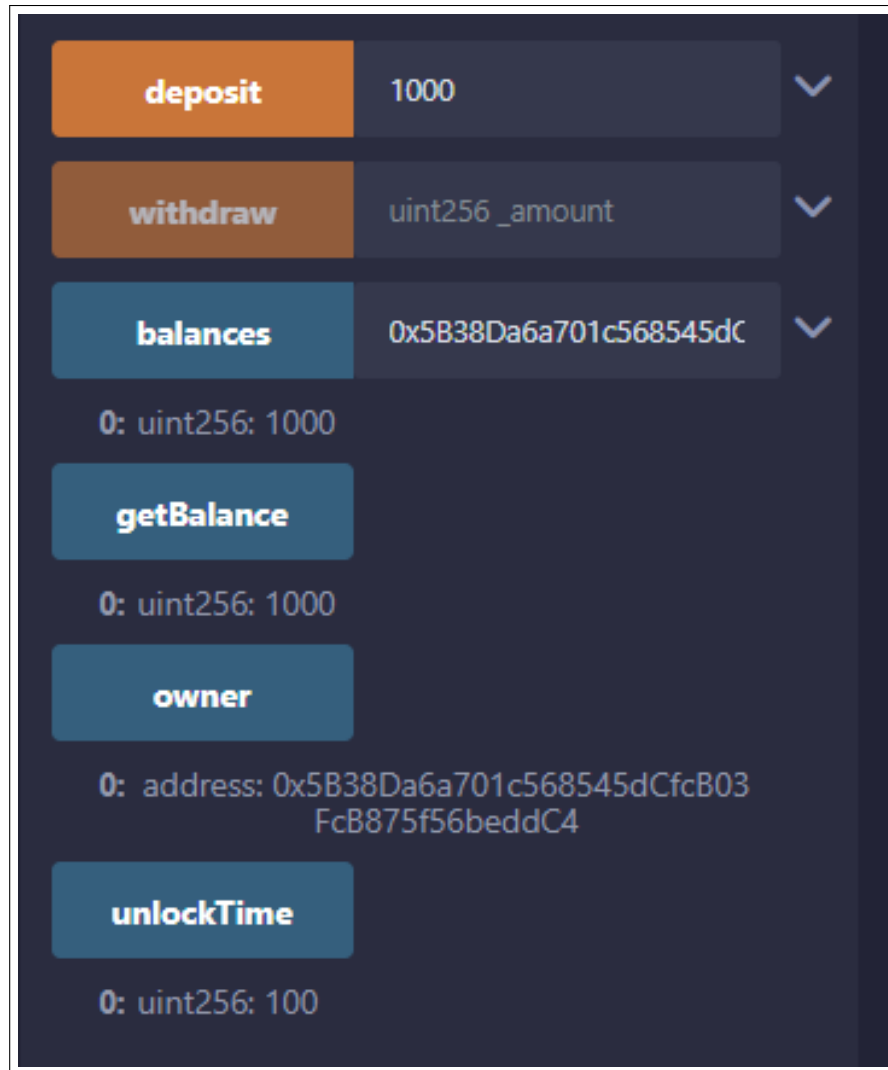 deposit 1000
withdraw uint256 _amount
balances 0x5B38Da6a701c568545dC
0: uint256: 1000
getBalance
0: uint256: 1000
owner
0: address: 0x5B38Da6a701c568545dCfcB03
FcB875f56beddC4
unlockTime
0: uint256: 100